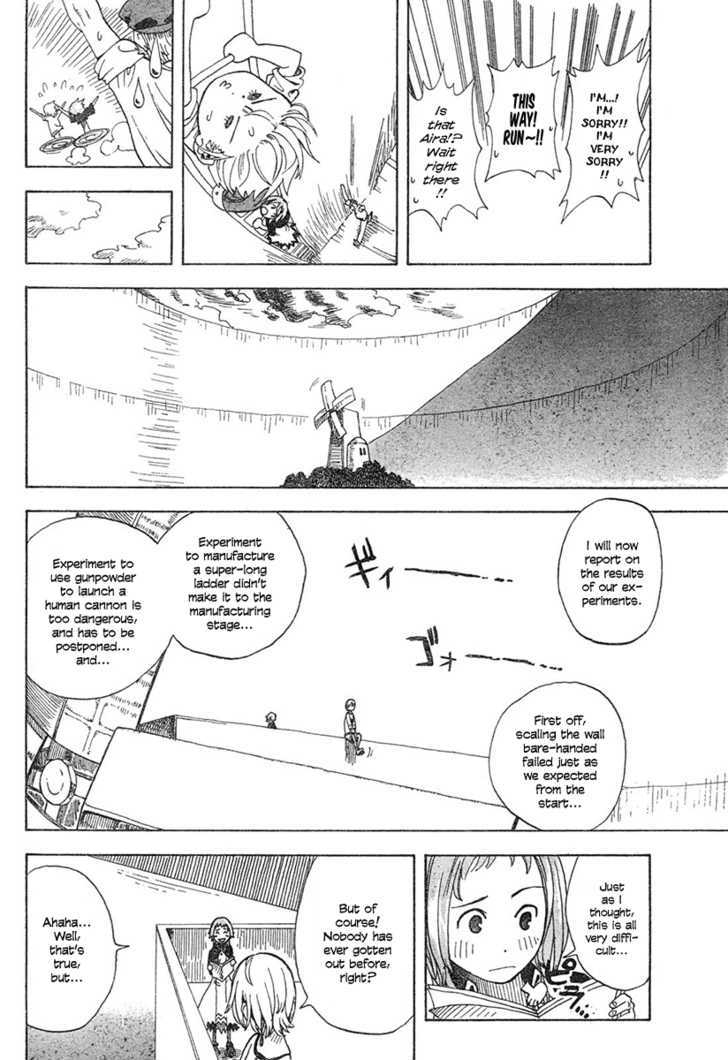 I'M...!
I'M
SORRY!!
I'M
VERY
SORRY
!!
THIS
WAY!
RUN~!!
Is
that
Aira!?
Wait
right
there
!!
I will now
report on
the results
of our ex-
periments.
ギィー
ゴォー
First off,
scaling the wall
bare-handed
failed just as
we expected
from the
start...
Experiment
to manufacture
a super-long
ladder didn't
make it to the
manufacturing
stage...
Experiment to
use gunpowder
to launch a
human cannon is
too dangerous,
and has to be
postponed...
and...
Just
as I
thought,
this is all
very diffi-
cult...
But of
course!
Nobody has
ever gotten
out before,
right?
Ahaha...
Well,
that's
true,
but...